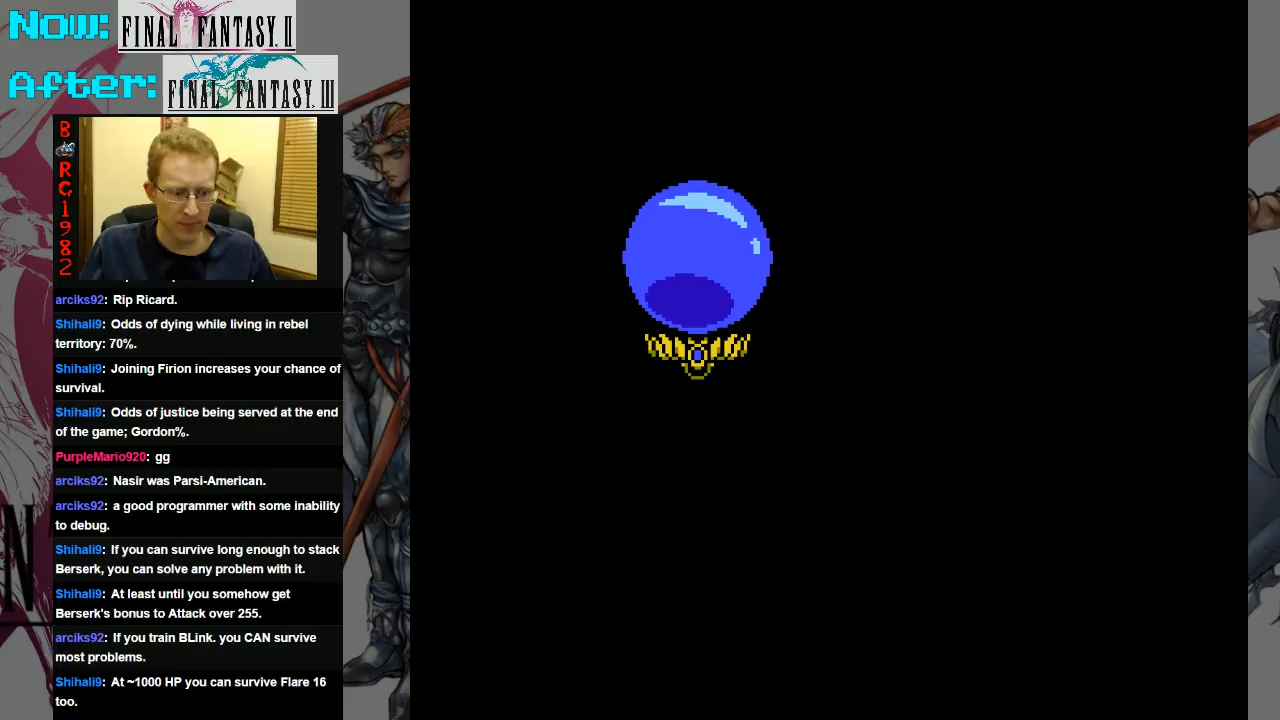 Now:
FINAL FANTASY II
After:
FINAL FANTASY III
B
R
G
1
9
8
2
arciks92: Rip Ricard.
Shihali9: Odds of dying while living in rebel
territory: 70%.
Shihali9: Joining Firion increases your chance of
survival.
Shihali9: Odds of justice being served at the end
of the game; Gordon%.
PurpleMario920: gg
arciks92: Nasir was Parsi-American.
arciks92: a good programmer with some inability
to debug.
Shihali9: If you can survive long enough to stack
Berserk, you can solve any problem with it.
Shihali9: At least until you somehow get
Berserk's bonus to Attack over 255.
arciks92: If you train BLink. you CAN survive
most problems.
Shihali9: At ~1000 HP you can survive Flare 16
too.